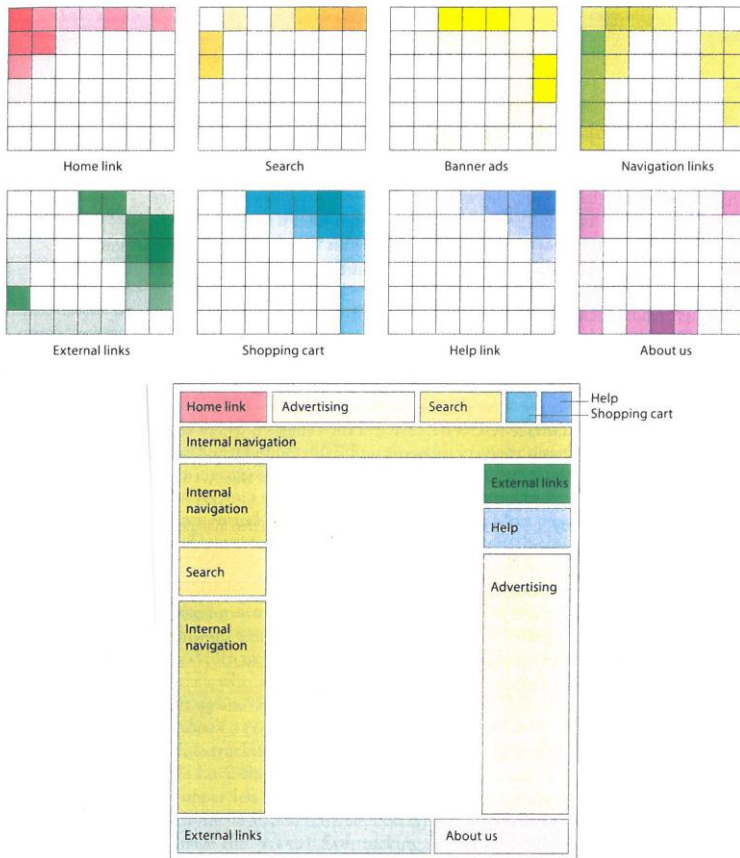 Home link
Search
Banner ads
Navigation links
External links
Shopping cart
Help link
About us
Home link
Advertising
Search
Help
Shopping cart
Internal navigation
Internal
navigation
External links
Help
Search
Advertising
Internal
navigation
External links
About us